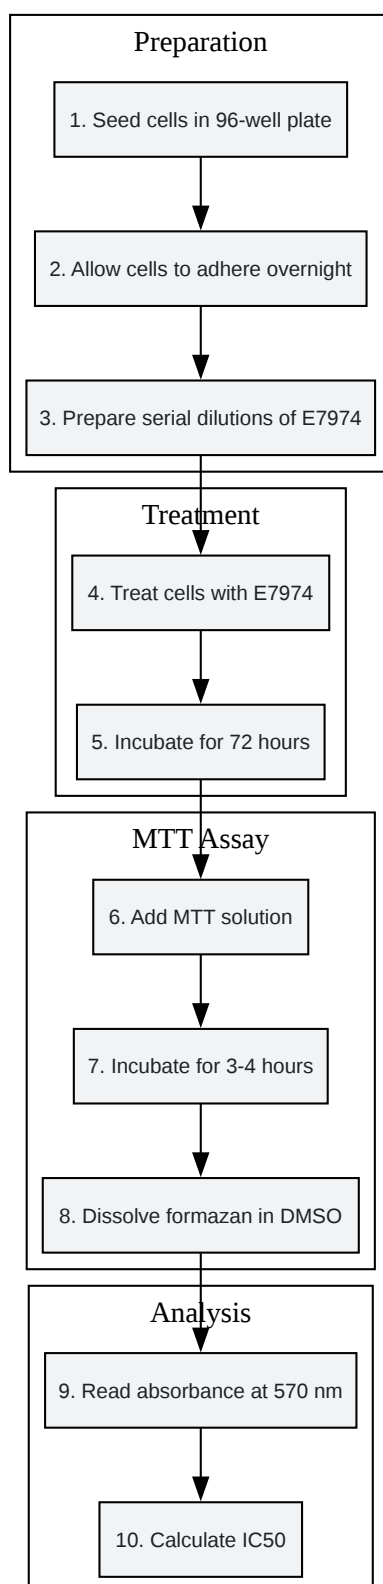 Preparation
1. Seed cells in 96-well plate
2. Allow cells to adhere overnight
3. Prepare serial dilutions of E7974
Treatment
4. Treat cells with E7974
5. Incubate for 72 hours
MTT Assay
6. Add MTT solution
7. Incubate for 3-4 hours
8. Dissolve formazan in DMSO
Analysis
9. Read absorbance at 570 nm
10. Calculate IC50